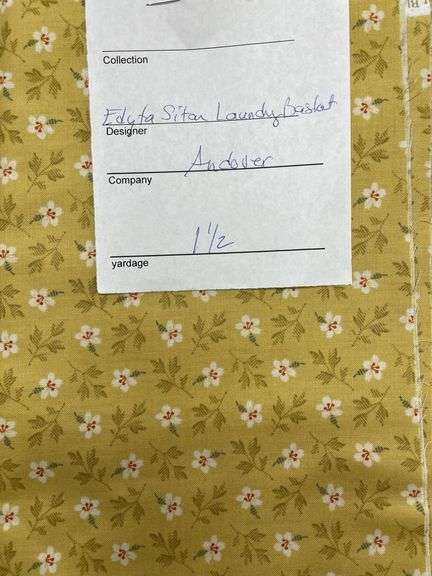 Collection
Edyta Sitar Laundry Basket
Designer
Andover
Company
1 1/2
yardage